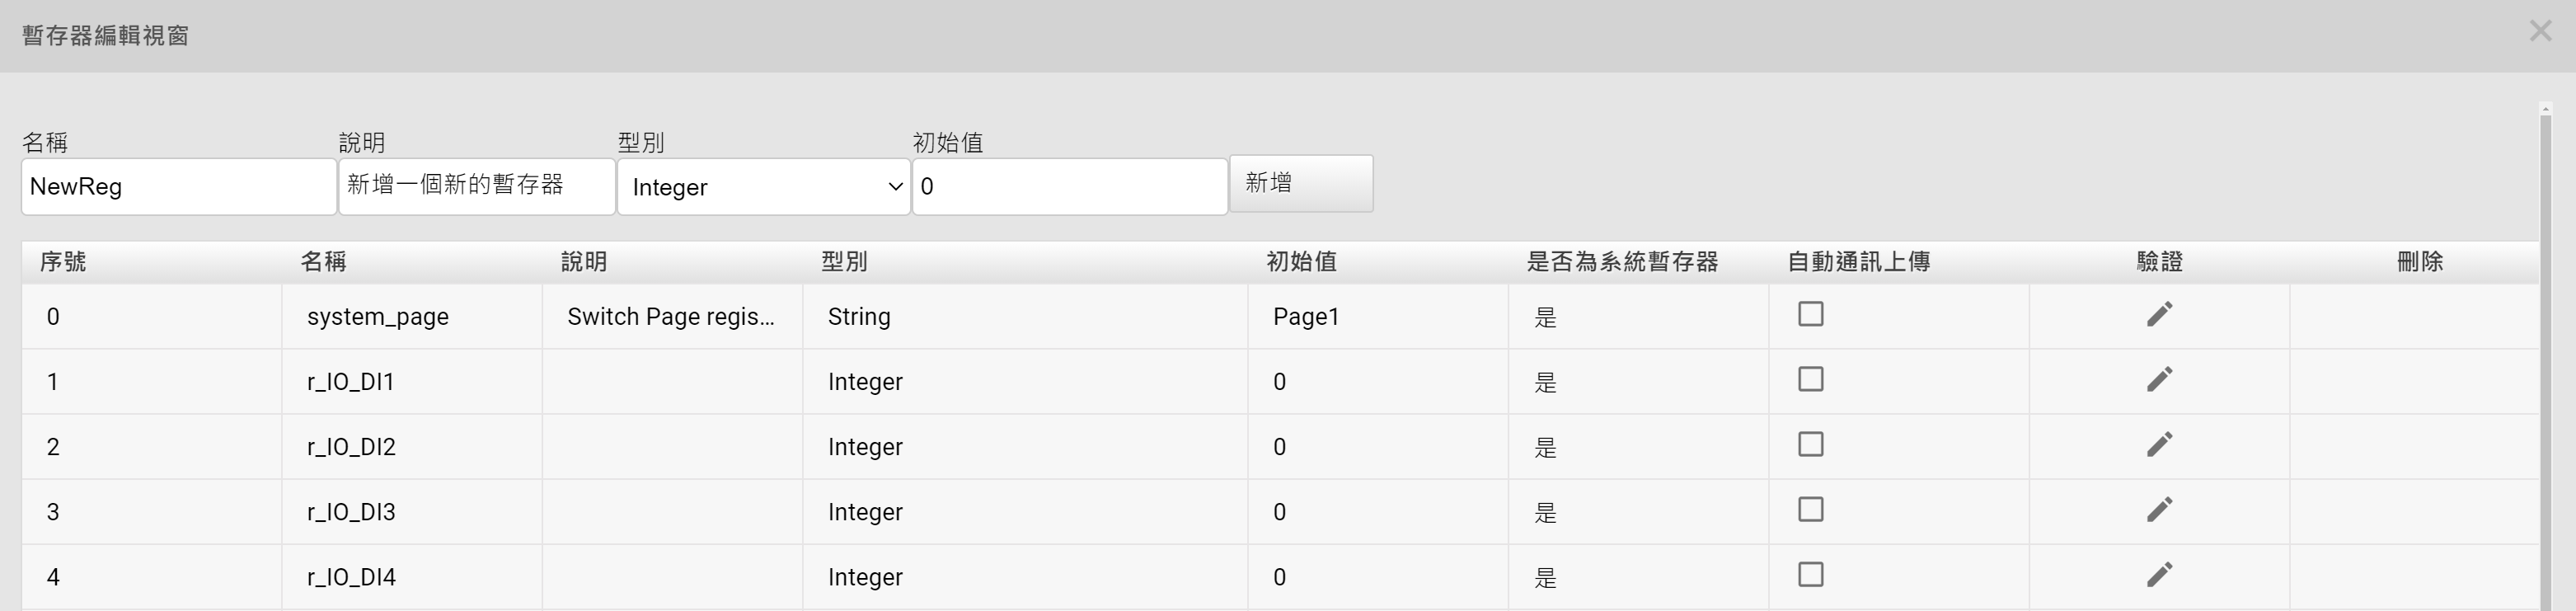 暫存器編輯視窗
名稱 說明 型別 初始值
NewReg 新增一個新的暫存器 Integer 0 新增
序號 名稱 說明 型別 初始值 是否為系統暫存器 自動通訊上傳 驗證 刪除
0 system_page Switch Page regis... String Page1 是
1 r_IO_DI1 Integer 0 是
2 r_IO_DI2 Integer 0 是
3 r_IO_DI3 Integer 0 是
4 r_IO_DI4 Integer 0 是